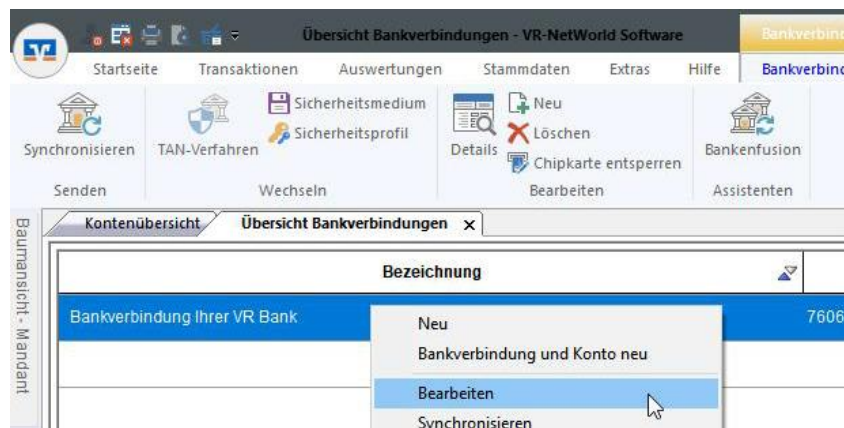 Übersicht Bankverbindungen - VR-NetWorld Software
Startseite Transaktionen Auswertungen Stammdaten Extras Hilfe
Synchronisieren TAN-Verfahren Sicherheitsmedium
Sicherheitsprofil
Details Neu
Löschen
Chipkarte entsperren
Bankenfusion
Senden Wechseln Bearbeiten Assistenten
Baumansicht - Mandant
Kontenübersicht Übersicht Bankverbindungen x
Bezeichnung
Bankverbindung Ihrer VR Bank 7606
Neu
Bankverbindung und Konto neu
Bearbeiten
Synchronisieren